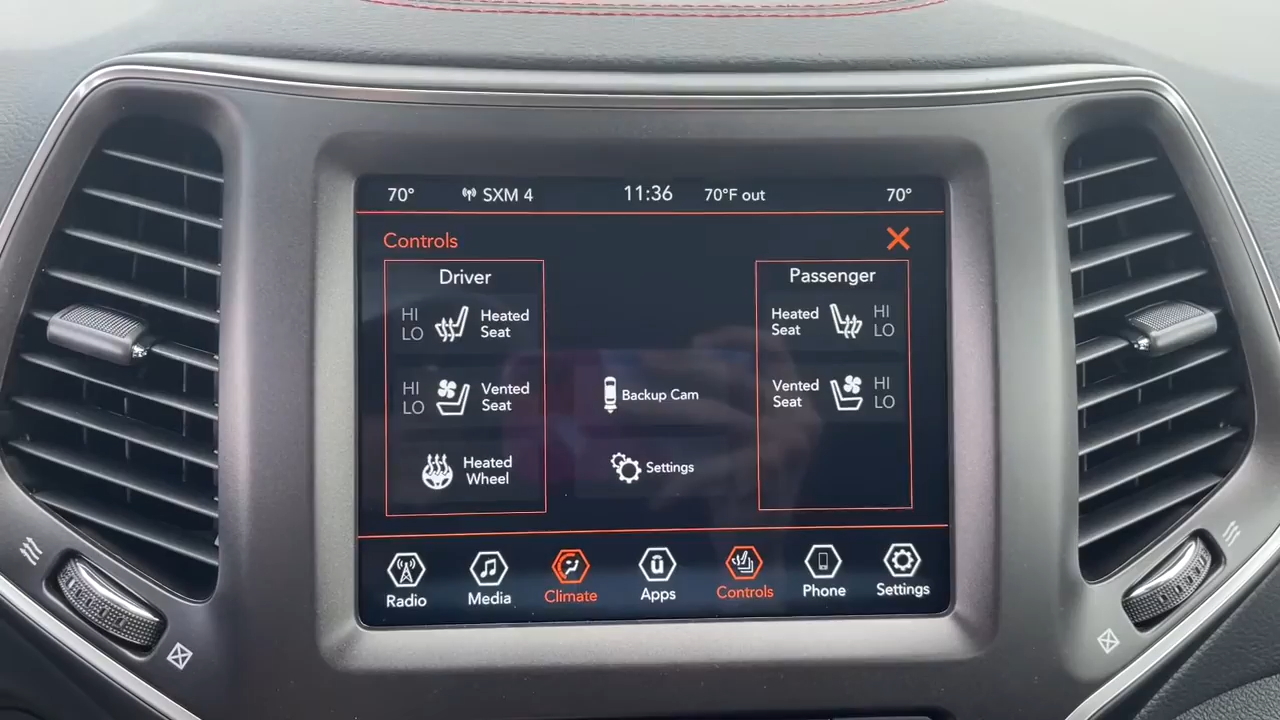 70° SXM 4 11:36 70°F out 70°
Controls
Driver
HI
LO
Heated
Seat
HI
LO
Vented
Seat
Heated
Wheel
Backup Cam
Settings
Passenger
Heated
Seat
HI
LO
Vented
Seat
HI
LO
Radio Media Climate Apps Controls Phone Settings